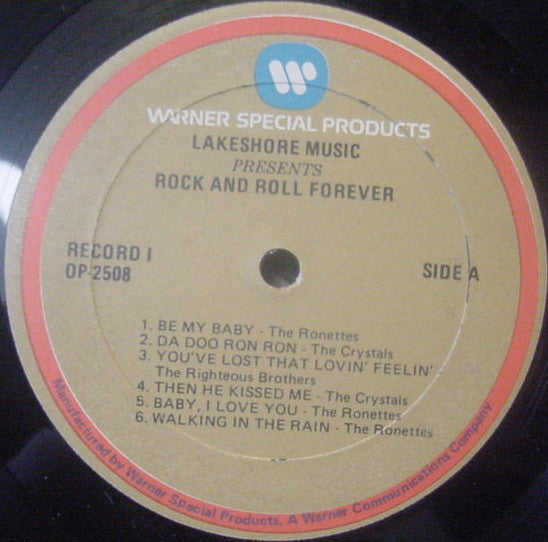 WARNER SPECIAL PRODUCTS
LAKESHORE MUSIC
PRESENTS
ROCK AND ROLL FOREVER
RECORD I
OP-2508
SIDE A
1. BE MY BABY - The Ronettes
2. DA DOO RON RON - The Crystals
3. YOU'VE LOST THAT LOVIN' FEELIN'
The Righteous Brothers
4. THEN HE KISSED ME - The Crystals
5. BABY, I LOVE YOU - The Ronettes
6. WALKING IN THE RAIN - The Ronettes
Manufactured by Warner Special Products, A Warner Communications Company